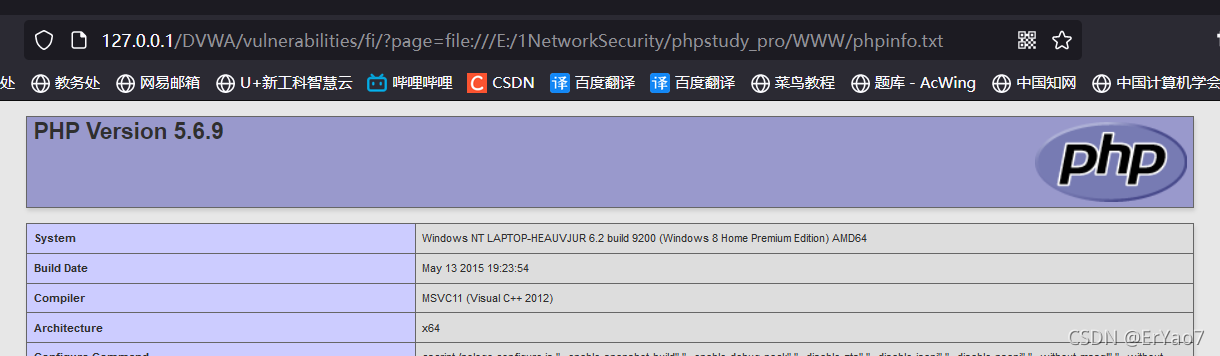 127.0.0.1/DVWA/vulnerabilities/fi/?page=file:///E:/1NetworkSecurity/phpstudy_pro/WWW/phpinfo.txt
处 教务处 网易邮箱 U+新工科智慧云 哔哩哔哩 C CSDN 译 百度翻译 译 百度翻译 菜鸟教程 题库 - AcWing 中国知网 中国计算机学会
PHP Version 5.6.9 php
System Windows NT LAPTOP-HEAUVJUR 6.2 build 9200 (Windows 8 Home Premium Edition) AMD64
Build Date May 13 2015 19:23:54
Compiler MSVC11 (Visual C++ 2012)
Architecture x64
CSDN @ErYao7